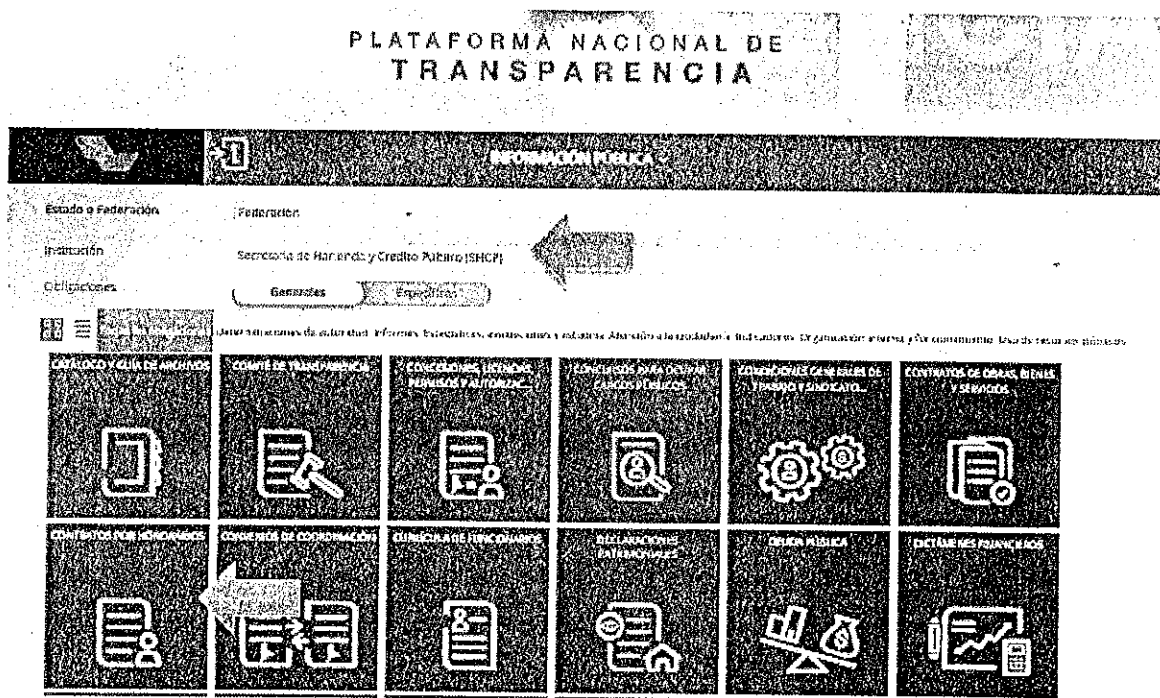 PLATAFORMA NACIONAL DE
TRANSPARENCIA
INFORMACIÓN PÚBLICA
Estado o Federación
Federación
Institución
Secretaría de Hacienda y Crédito Público (SHCP)
Obligaciones
Generales
Específicas
CATÁLOGO Y GUÍA DE ARCHIVOS
COMITÉ DE TRANSPARENCIA
CONCESIONES, LICENCIAS,
PERMISOS Y AUTORIZAC...
CONCURSOS PARA OCUPAR
CARGOS PÚBLICOS
CONDICIONES GENERALES DE
TRABAJO Y SINDICATO...
CONTRATOS DE OBRAS, BIENES
Y SERVICIOS
CONTRATOS POR HONORARIOS
CONVENIOS DE COORDINACIÓN
CURRÍCULA DE FUNCIONARIOS
DECLARACIONES
PATRIMONIALES
DEUDA PÚBLICA
DICTÁMENES FINANCIEROS